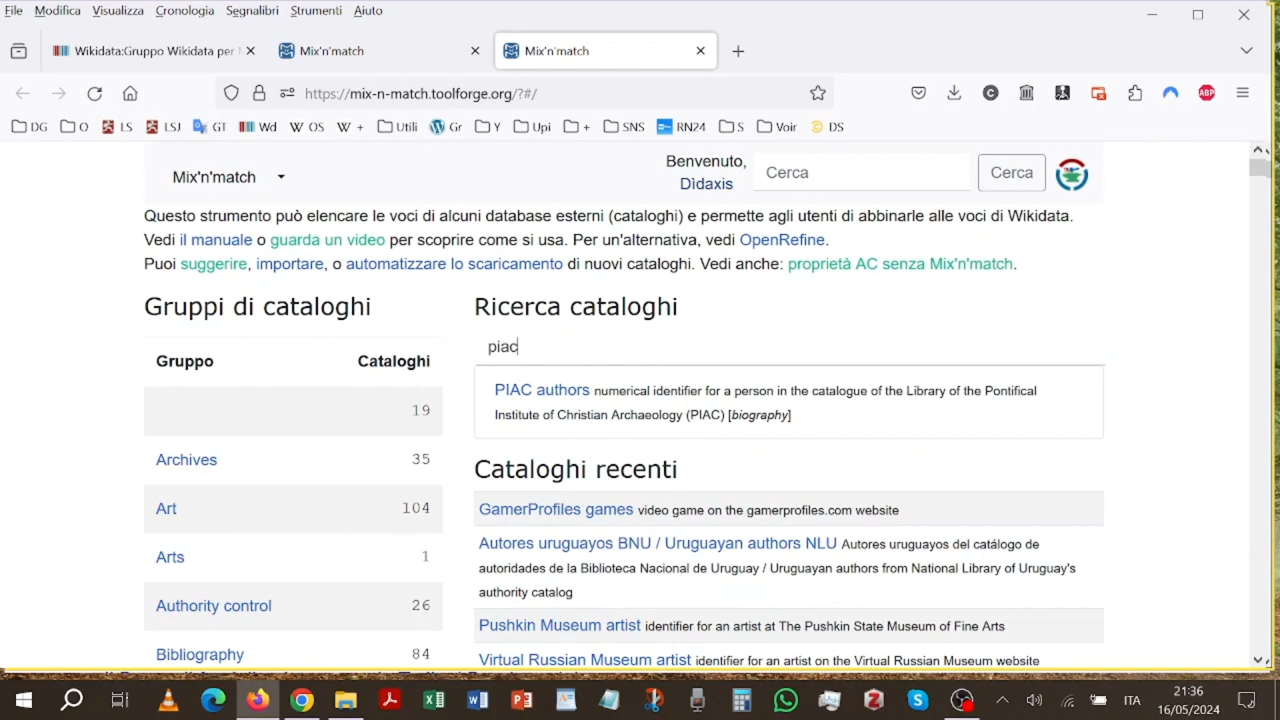 File Modifica Visualizza Cronologia Segnalibri Strumenti Aiuto
Wikidata:Gruppo Wikidata per Mix'n'match Mix'n'match
https://mix-n-match.toolforge.org/?#/ ABP
DG O LS LSJ GT Wd OS + Utili Gr Y Upi + SNS RN24 S Voir DS
Mix'n'match Benvenuto, Dìdaxis Cerca Cerca
Questo strumento può elencare le voci di alcuni database esterni (cataloghi) e permette agli utenti di abbinarle alle voci di Wikidata.
Vedi il manuale o guarda un video per scoprire come si usa. Per un'alternativa, vedi OpenRefine.
Puoi suggerire, importare, o automatizzare lo scaricamento di nuovi cataloghi. Vedi anche: proprietà AC senza Mix'n'match.
Gruppi di cataloghi
Gruppo Cataloghi
19
Archives 35
Art 104
Arts 1
Authority control 26
Bibliography 84
Ricerca cataloghi
piac
PIAC authors numerical identifier for a person in the catalogue of the Library of the Pontifical
Institute of Christian Archaeology (PIAC) [biography]
Cataloghi recenti
GamerProfiles games video game on the gamerprofiles.com website
Autores uruguayos BNU / Uruguayan authors NLU Autores uruguayos del catálogo de
autoridades de la Biblioteca Nacional de Uruguay / Uruguayan authors from National Library of Uruguay's
authority catalog
Pushkin Museum artist identifier for an artist at The Pushkin State Museum of Fine Arts
Virtual Russian Museum artist identifier for an artist on the Virtual Russian Museum website
ITA
21:36
16/05/2024